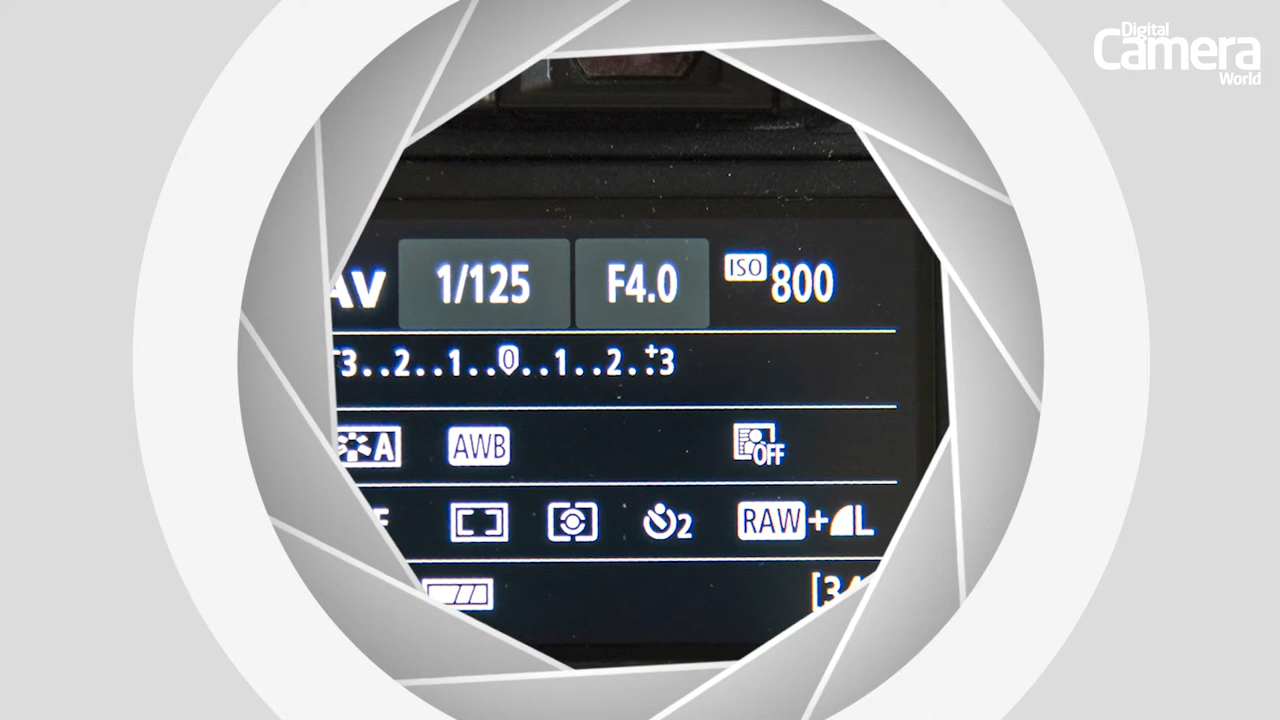 Digital
Camera
World
AV 1/125 F4.0 ISO 800
-3..2..1..0..1..2..+3
A AWB OFF
2 RAW+L
[34